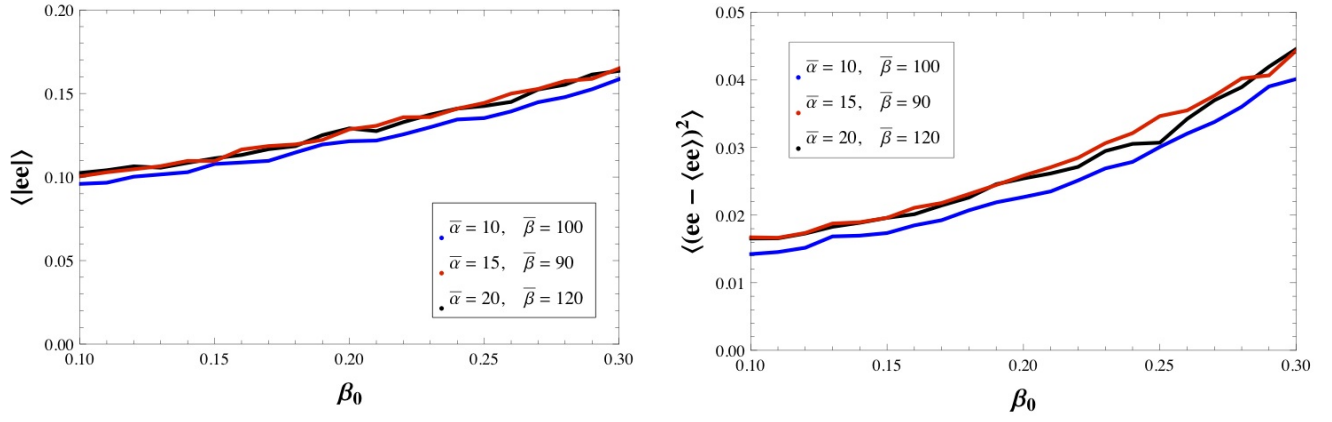 0.20
0.15
0.10
0.05
0.00
⟨|ee|⟩
α̅ = 10, β̅ = 100
α̅ = 15, β̅ = 90
α̅ = 20, β̅ = 120
0.10 0.15 0.20 0.25 0.30
β₀
0.05
0.04
0.03
0.02
0.01
0.00
⟨(ee − ⟨ee⟩)²⟩
α̅ = 10, β̅ = 100
α̅ = 15, β̅ = 90
α̅ = 20, β̅ = 120
0.10 0.15 0.20 0.25 0.30
β₀